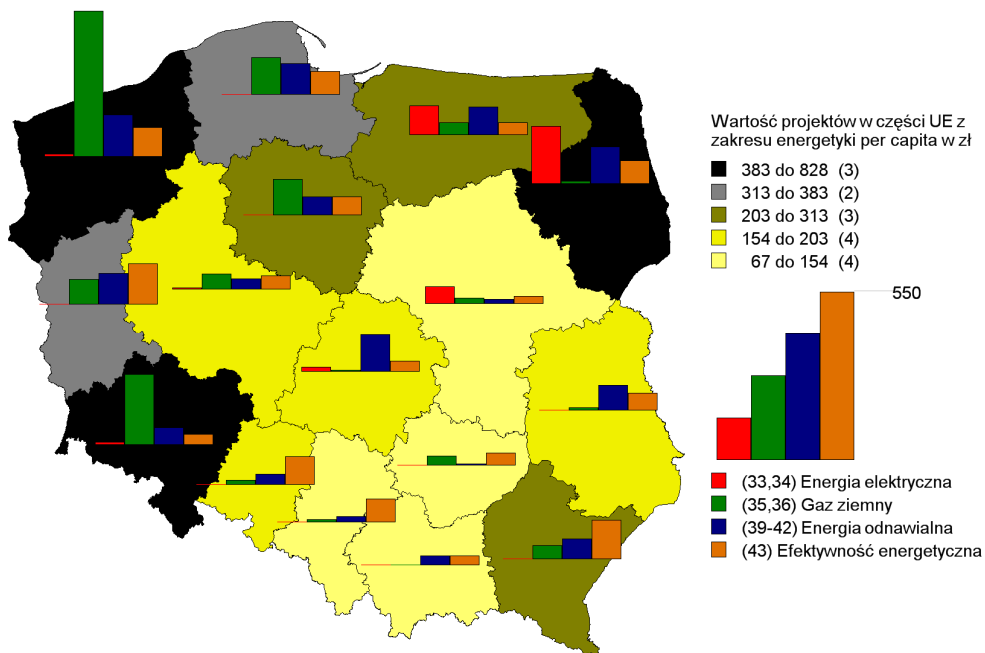 Wartość projektów w części UE z
zakresu energetyki per capita w zł
383 do 828 (3)
313 do 383 (2)
203 do 313 (3)
154 do 203 (4)
67 do 154 (4)
550
(33,34) Energia elektryczna
(35,36) Gaz ziemny
(39-42) Energia odnawialna
(43) Efektywność energetyczna